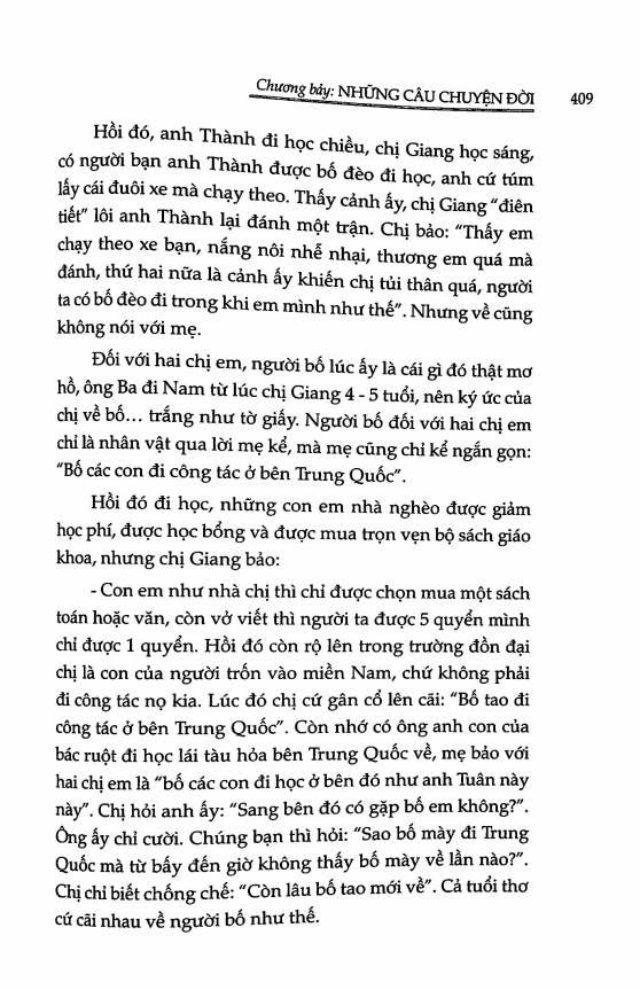 Chương bảy: NHỮNG CÂU CHUYỆN ĐỜI 409
Hồi đó, anh Thành đi học chiều, chị Giang học sáng,
có người bạn anh Thành được bố đèo đi học, anh cứ túm
lấy cái đuôi xe mà chạy theo. Thấy cảnh ấy, chị Giang “điên
tiết” lôi anh Thành lại đánh một trận. Chị bảo: “Thấy em
chạy theo xe bạn, nắng nôi nhễ nhại, thương em quá mà
đánh, thứ hai nữa là cảnh ấy khiến chị tủi thân quá, người
ta có bố đèo đi trong khi em mình như thế”. Nhưng về cũng
không nói với mẹ.
Đối với hai chị em, người bố lúc ấy là cái gì đó thật mơ
hồ, ông Ba đi Nam từ lúc chị Giang 4 - 5 tuổi, nên ký ức của
chị về bố... trắng như tờ giấy. Người bố đối với hai chị em
chỉ là nhân vật qua lời mẹ kể, mà mẹ cũng chỉ kể ngắn gọn:
“Bố các con đi công tác ở bên Trung Quốc”.
Hồi đó đi học, những con em nhà nghèo được giảm
học phí, được học bổng và được mua trọn vẹn bộ sách giáo
khoa, nhưng chị Giang bảo:
- Con em như nhà chị thì chỉ được chọn mua một sách
toán hoặc văn, còn vở viết thì người ta được 5 quyển mình
chỉ được 1 quyển. Hồi đó còn rộ lên trong trường đồn đại
chị là con của người trốn vào miền Nam, chứ không phải
đi công tác nọ kia. Lúc đó chị cứ gân cổ lên cãi: “Bố tao đi
công tác ở bên Trung Quốc”. Còn nhớ có ông anh con của
bác ruột đi học lái tàu hỏa bên Trung Quốc về, mẹ bảo với
hai chị em là “bố các con đi học ở bên đó như anh Tuân này
này”. Chị hỏi anh ấy: “Sang bên đó có gặp bố em không?”.
Ông ấy chỉ cười. Chúng bạn thì hỏi: “Sao bố mày đi Trung
Quốc mà từ bấy đến giờ không thấy bố mày về lần nào?”.
Chị chỉ biết chống chế: “Còn lâu bố tao mới về”. Cả tuổi thơ
cứ cãi nhau về người bố như thế.